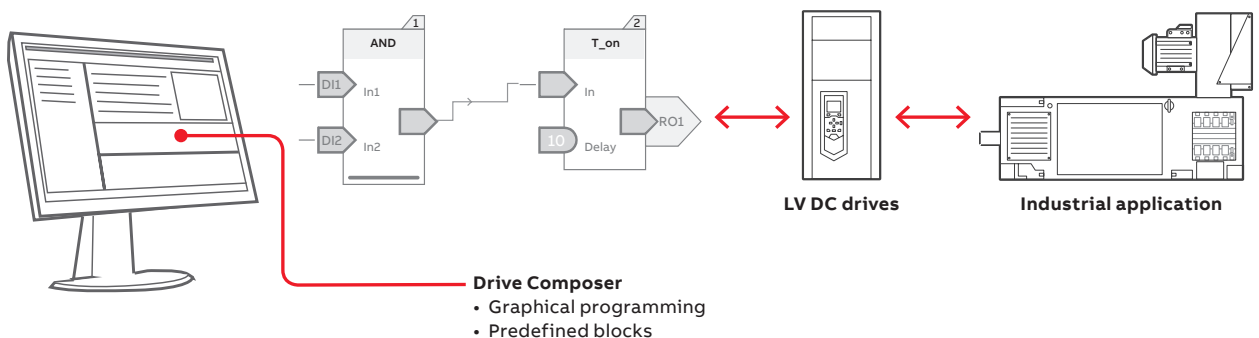 1
AND
DI1
In1
DI2
In2
2
T_on
In
RO1
10
Delay
LV DC drives
Industrial application
Drive Composer
• Graphical programming
• Predefined blocks